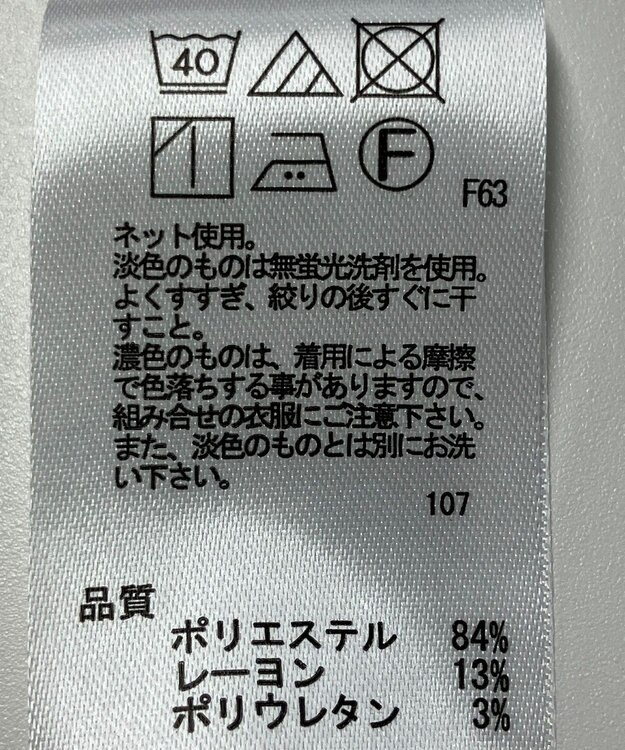 40
F
F63
ネット使用。
淡色のものは無蛍光洗剤を使用。
よくすすぎ、絞りの後すぐに干
すこと。
濃色のものは、着用による摩擦
で色落ちする事がありますので、
組み合せの衣服にご注意下さい。
また、淡色のものとは別にお洗
い下さい。
107
品質
ポリエステル 84%
レーヨン 13%
ポリウレタン 3%